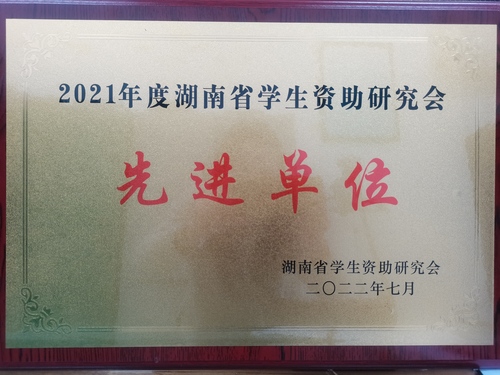 2021年度湖南省学生资助研究会
先进单位
湖南省学生资助研究会
二〇二二年七月